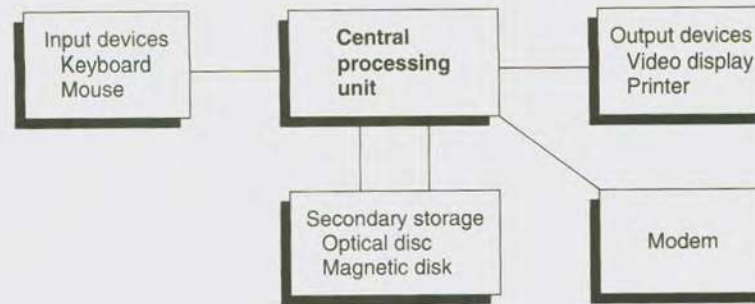 Input devices
Keyboard
Mouse
Central
processing
unit
Output devices
Video display
Printer
Secondary storage
Optical disc
Magnetic disk
Modem